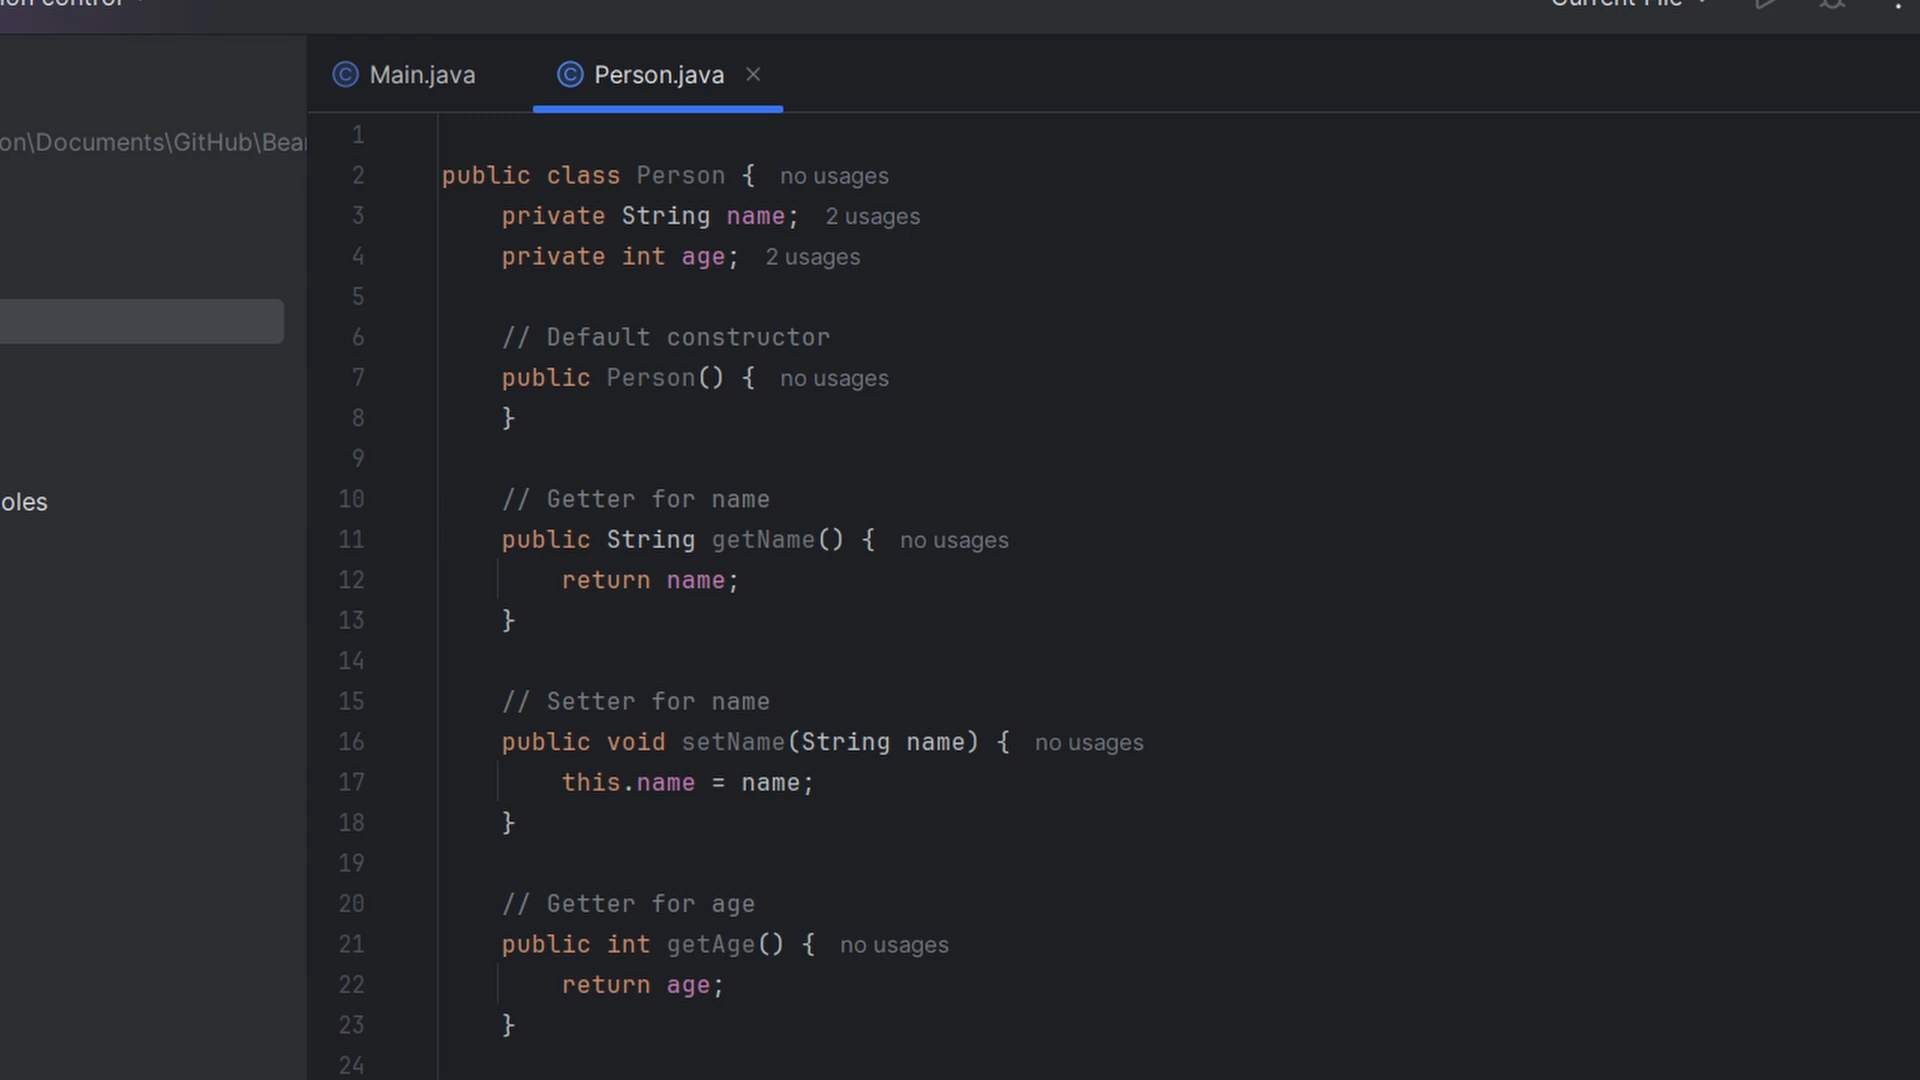 Main.java
Person.java
on\Documents\GitHub\Bea
oles
1
2 public class Person { no usages
3 private String name; 2 usages
4 private int age; 2 usages
5
6 // Default constructor
7 public Person() { no usages
8 }
9
10 // Getter for name
11 public String getName() { no usages
12 return name;
13 }
14
15 // Setter for name
16 public void setName(String name) { no usages
17 this.name = name;
18 }
19
20 // Getter for age
21 public int getAge() { no usages
22 return age;
23 }
24